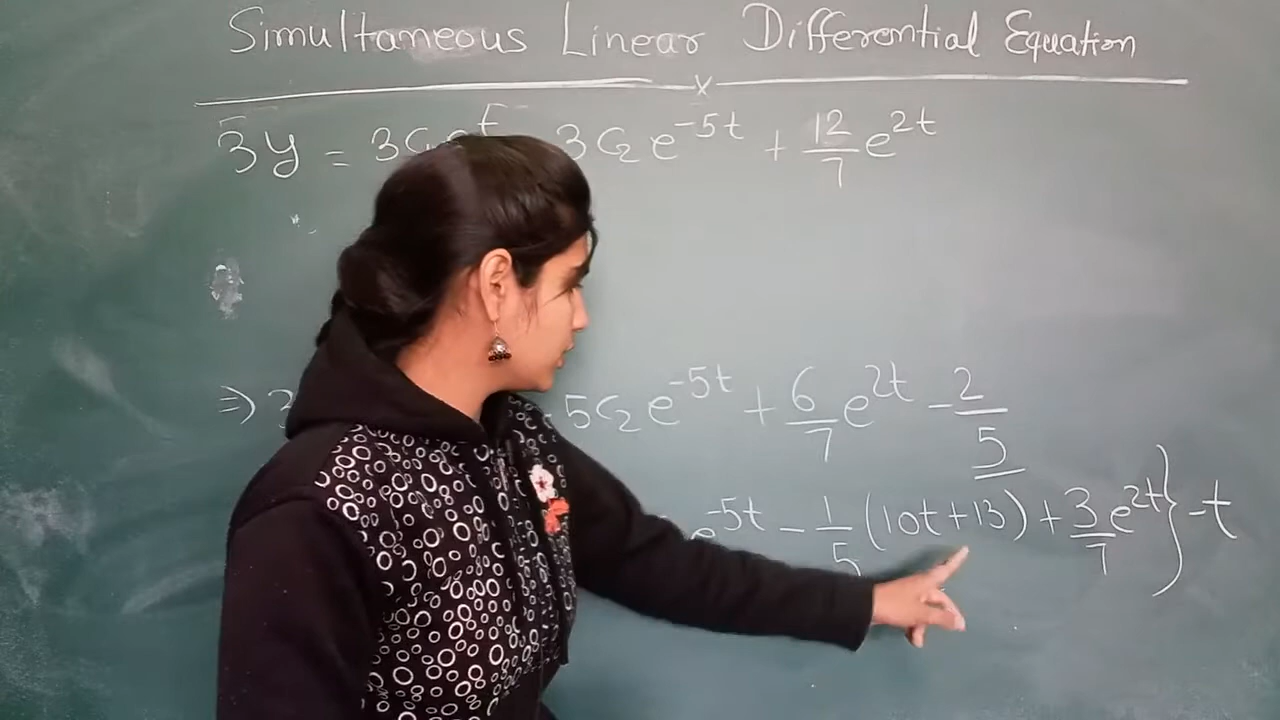 Simultaneous Linear Differential Equation
x
3y = 3c e^t 3c₂e^{-5t} + 12/7 e^{2t}
⇒ - 5c₂e^{-5t} + 6/7 e^{2t} - 2/5
e^{-5t} - 1/5 (10t + 13) + 3/7 e^{2t}} - t